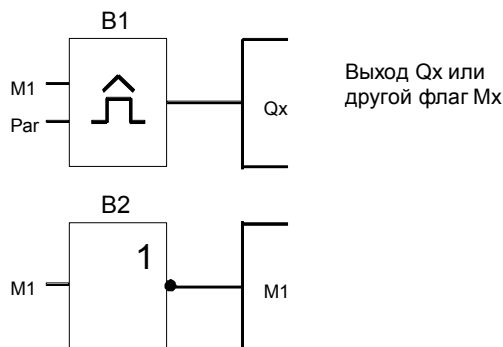 B1
M1
Par
Qx
Выход Qx или
другой флаг Mx
B2
1
M1
M1